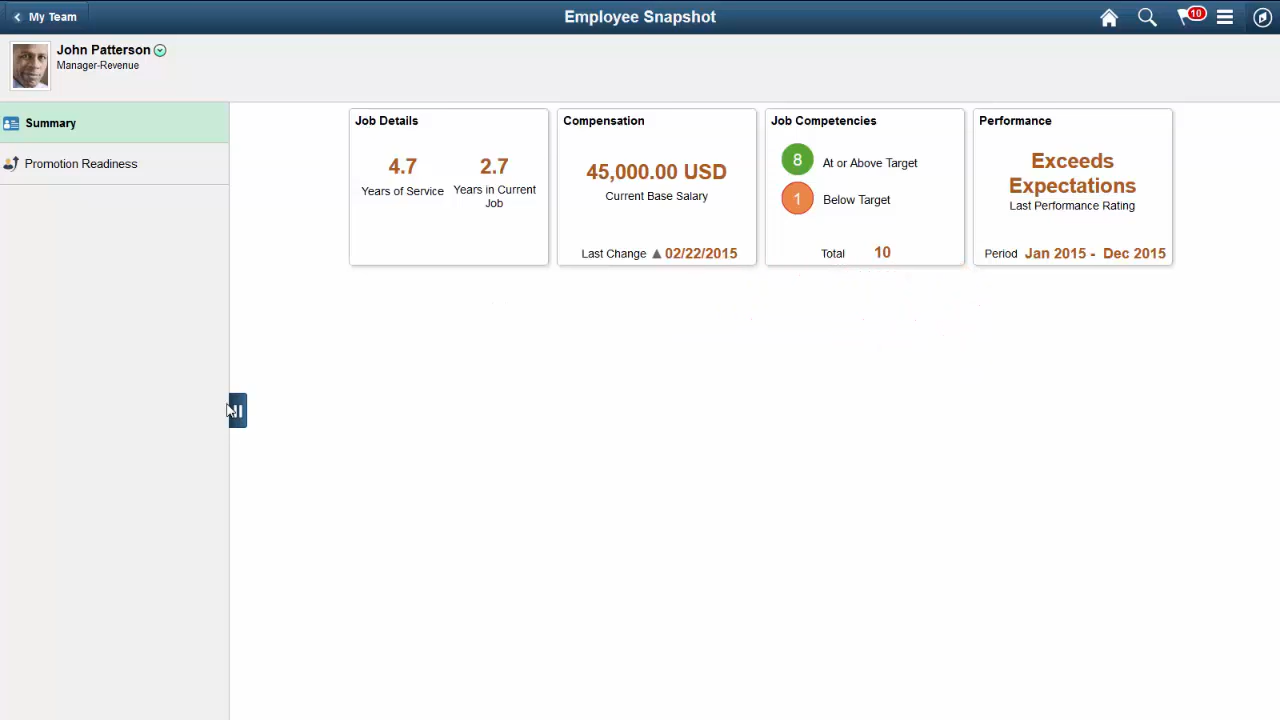 My Team
Employee Snapshot
10
John Patterson
Manager-Revenue
Summary
Promotion Readiness
Job Details
4.7
Years of Service
2.7
Years in Current
Job
Compensation
45,000.00 USD
Current Base Salary
Last Change 02/22/2015
Job Competencies
8 At or Above Target
1 Below Target
Total 10
Performance
Exceeds
Expectations
Last Performance Rating
Period Jan 2015 - Dec 2015